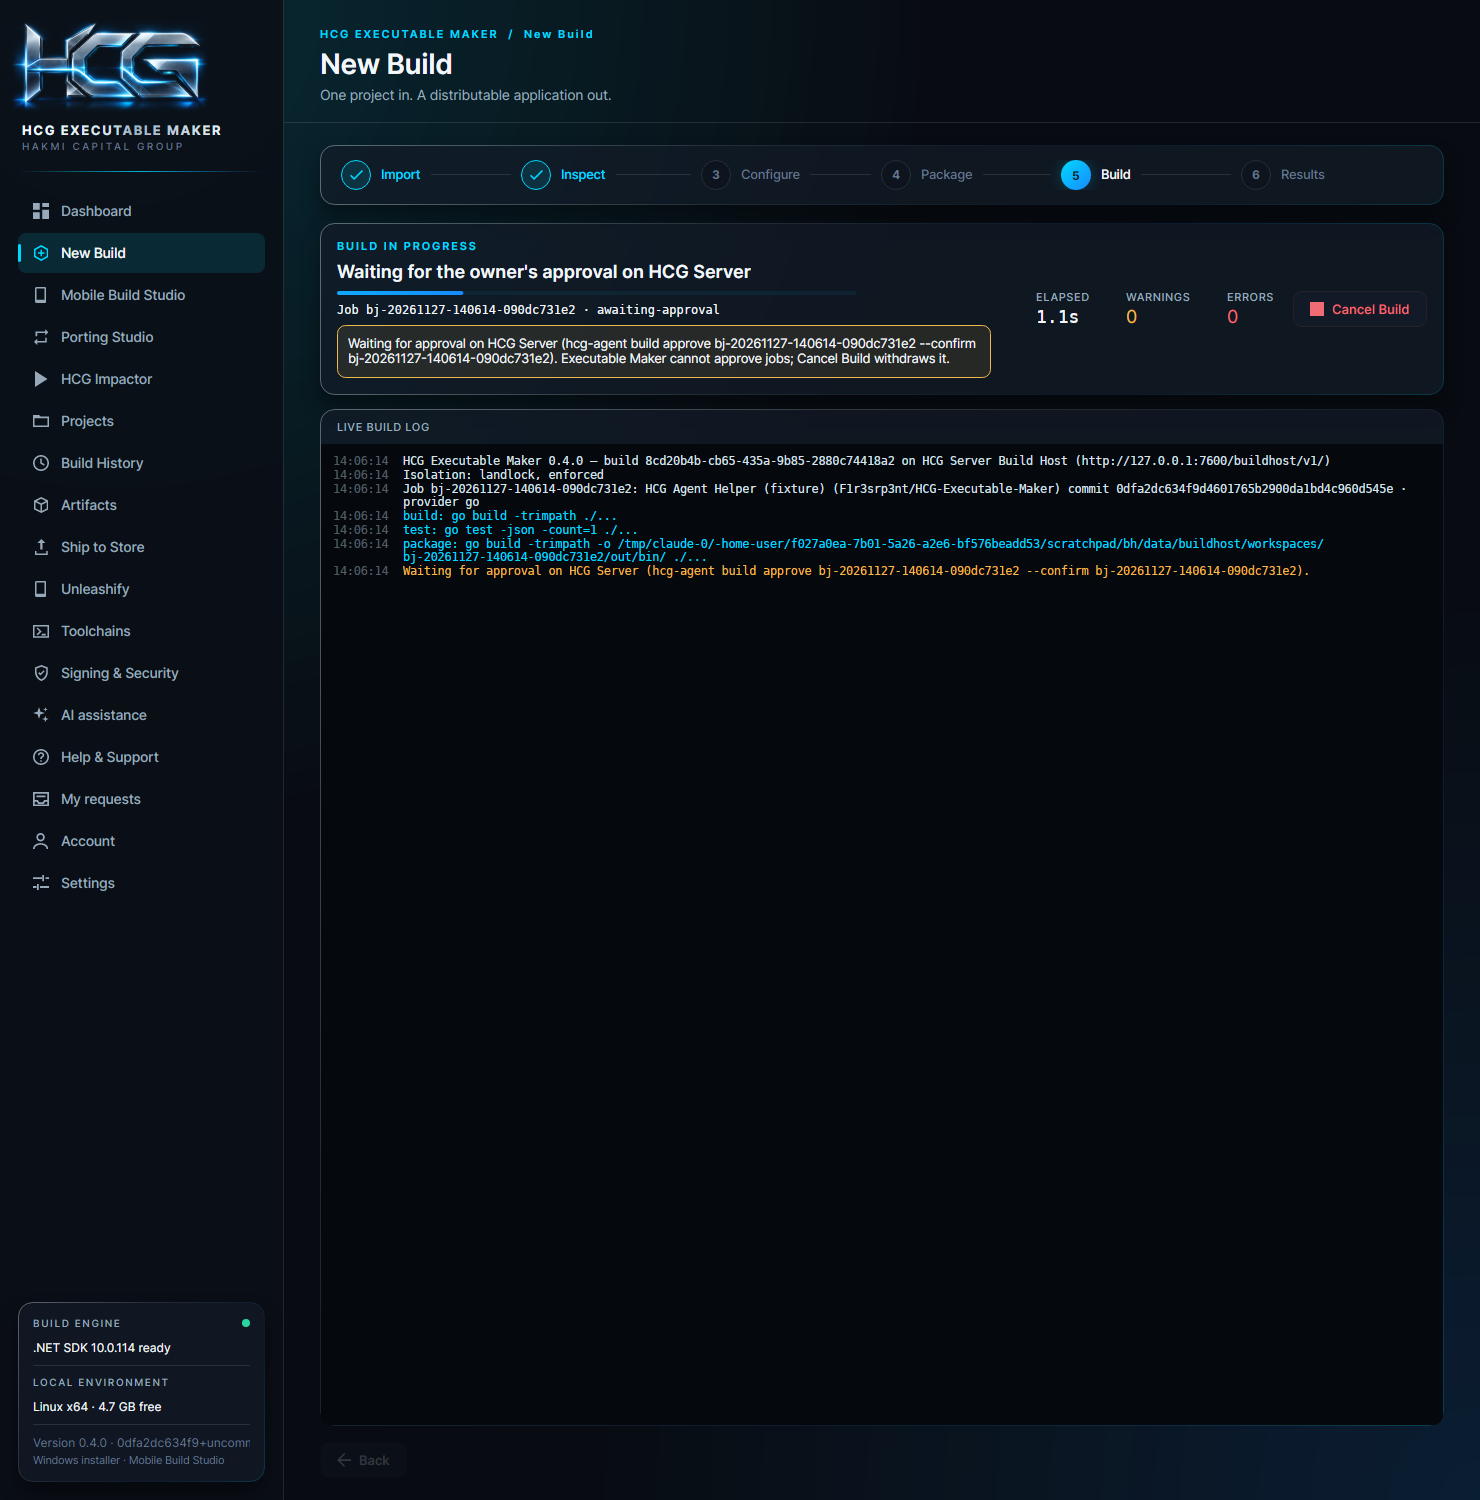 HCG
HCG EXECUTABLE MAKER
HAKMI CAPITAL GROUP
Dashboard
New Build
Mobile Build Studio
Porting Studio
HCG Impactor
Projects
Build History
Artifacts
Ship to Store
Unleashify
Toolchains
Signing & Security
AI assistance
Help & Support
My requests
Account
Settings
BUILD ENGINE
.NET SDK 10.0.114 ready
LOCAL ENVIRONMENT
Linux x64 · 4.7 GB free
Version 0.4.0 · 0dfa2dc634f9+uncomm
Windows installer · Mobile Build Studio
HCG EXECUTABLE MAKER / New Build
New Build
One project in. A distributable application out.
Import
Inspect
3 Configure
4 Package
5 Build
6 Results
BUILD IN PROGRESS
Waiting for the owner's approval on HCG Server
Job bj-20261127-140614-090dc731e2 · awaiting-approval
Waiting for approval on HCG Server (hcg-agent build approve bj-20261127-140614-090dc731e2 --confirm
bj-20261127-140614-090dc731e2). Executable Maker cannot approve jobs; Cancel Build withdraws it.
ELAPSED
1.1s
WARNINGS
0
ERRORS
0
Cancel Build
LIVE BUILD LOG
14:06:14 HCG Executable Maker 0.4.0 — build 8cd20b4b-cb65-435a-9b85-2880c74418a2 on HCG Server Build Host (http://127.0.0.1:7600/buildhost/v1/)
14:06:14 Isolation: landlock, enforced
14:06:14 Job bj-20261127-140614-090dc731e2: HCG Agent Helper (fixture) (F1r3srp3nt/HCG-Executable-Maker) commit 0dfa2dc634f9d4601765b2900da1bd4c960d545e ·
provider go
14:06:14 build: go build -trimpath ./...
14:06:14 test: go test -json -count=1 ./...
14:06:14 package: go build -trimpath -o /tmp/claude-0/-home-user/f027a0ea-7b01-5a26-a2e6-bf576beadd53/scratchpad/bh/data/buildhost/workspaces/
bj-20261127-140614-090dc731e2/out/bin/ ./...
14:06:14 Waiting for approval on HCG Server (hcg-agent build approve bj-20261127-140614-090dc731e2 --confirm bj-20261127-140614-090dc731e2).
Back